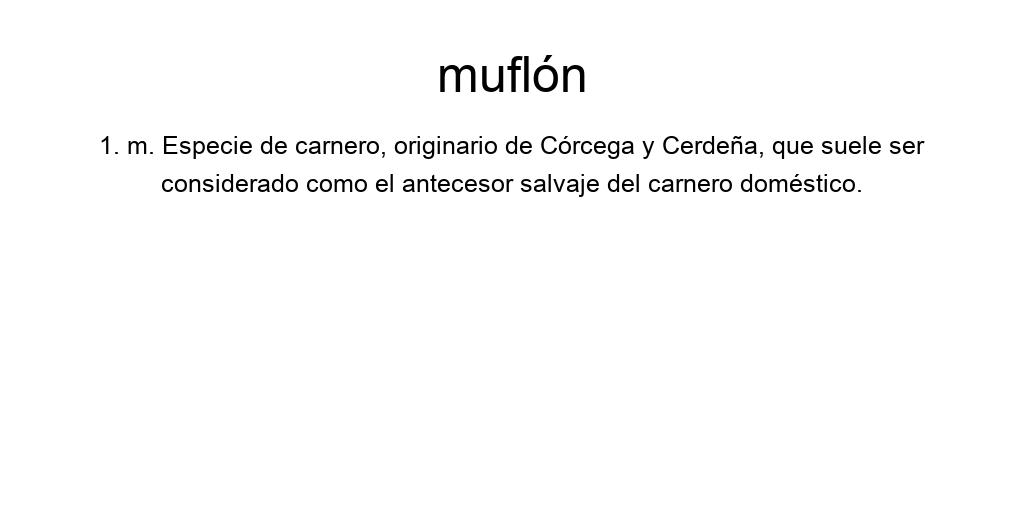 muflón
1. m. Especie de carnero, originario de Córcega y Cerdeña, que suele ser
considerado como el antecesor salvaje del carnero doméstico.